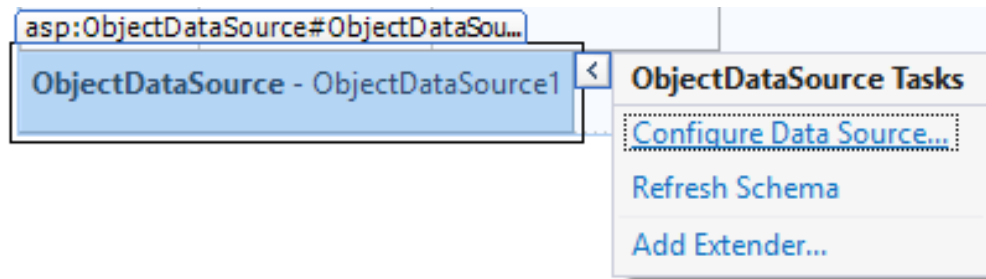 asp:ObjectDataSource#ObjectDataSou...
ObjectDataSource - ObjectDataSource1
ObjectDataSource Tasks
Configure Data Source...
Refresh Schema
Add Extender...